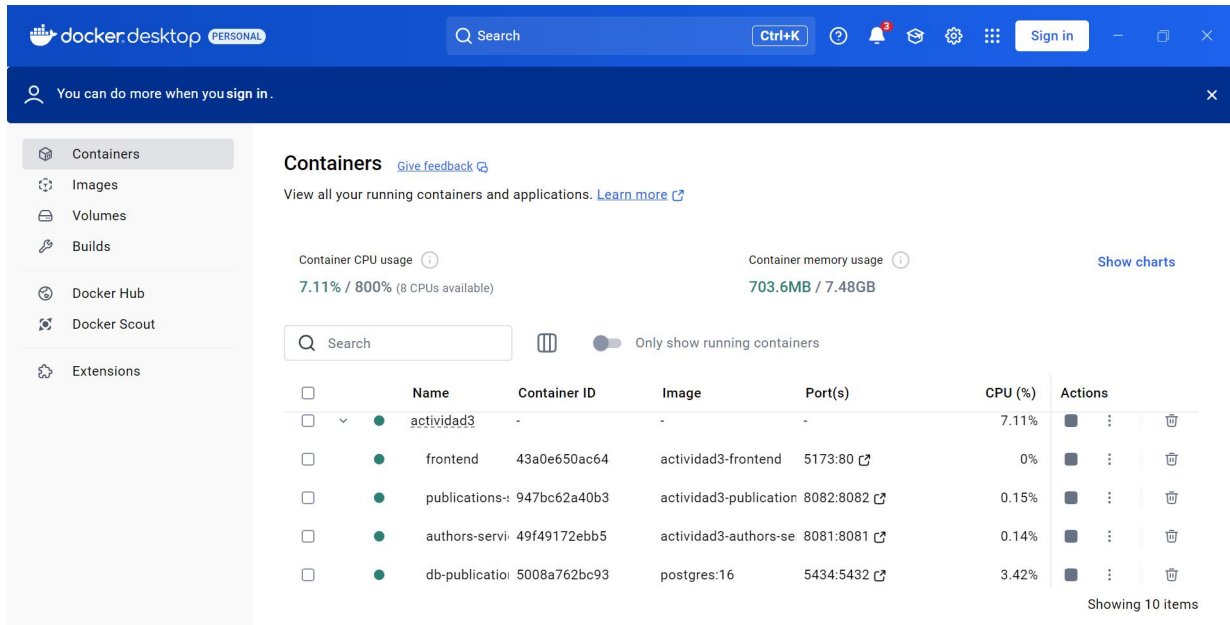 docker.desktop PERSONAL Search Ctrl+K 3 Sign in
You can do more when you sign in.
Containers
Images
Volumes
Builds
Docker Hub
Docker Scout
Extensions
Containers Give feedback
View all your running containers and applications. Learn more
Container CPU usage
7.11% / 800% (8 CPUs available)
Container memory usage
703.6MB / 7.48GB
Show charts
Search Only show running containers
Name Container ID Image Port(s) CPU (%) Actions
actividad3 - - - 7.11%
frontend 43a0e650ac64 actividad3-frontend 5173:80 0%
publications-s 947bc62a40b3 actividad3-publication 8082:8082 0.15%
authors-servi 49f49172ebb5 actividad3-authors-se 8081:8081 0.14%
db-publicatio 5008a762bc93 postgres:16 5434:5432 3.42%
Showing 10 items